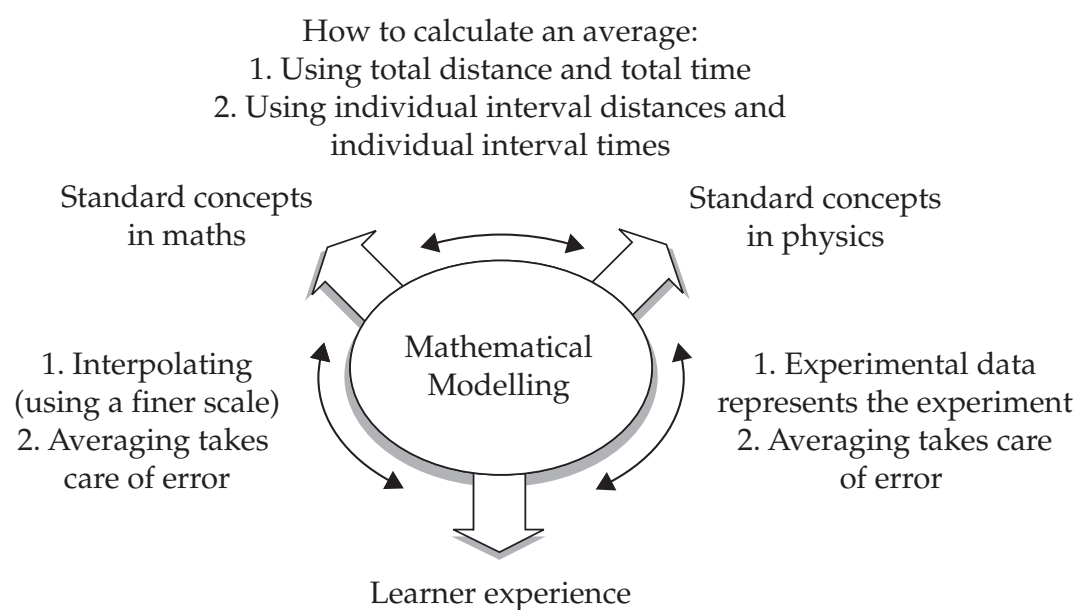 How to calculate an average:
1. Using total distance and total time
2. Using individual interval distances and
individual interval times
Standard concepts
in maths
Standard concepts
in physics
Mathematical
Modelling
1. Interpolating
(using a finer scale)
2. Averaging takes
care of error
1. Experimental data
represents the experiment
2. Averaging takes care
of error
Learner experience